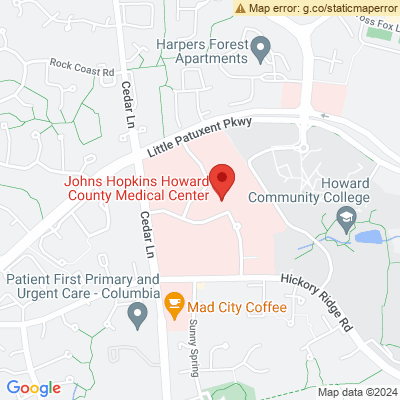 Map error: g.co/staticmaperror
Harpers Forest
Apartments
Rock Coast Rd
Cedar Ln
Little Patuxent Pkwy
Johns Hopkins Howard
County Medical Center
Howard
Community College
Cedar Ln
Patient First Primary and
Urgent Care - Columbia
Hickory Ridge Rd
Mad City Coffee
Sunny Spring
Google
Map data ©2024